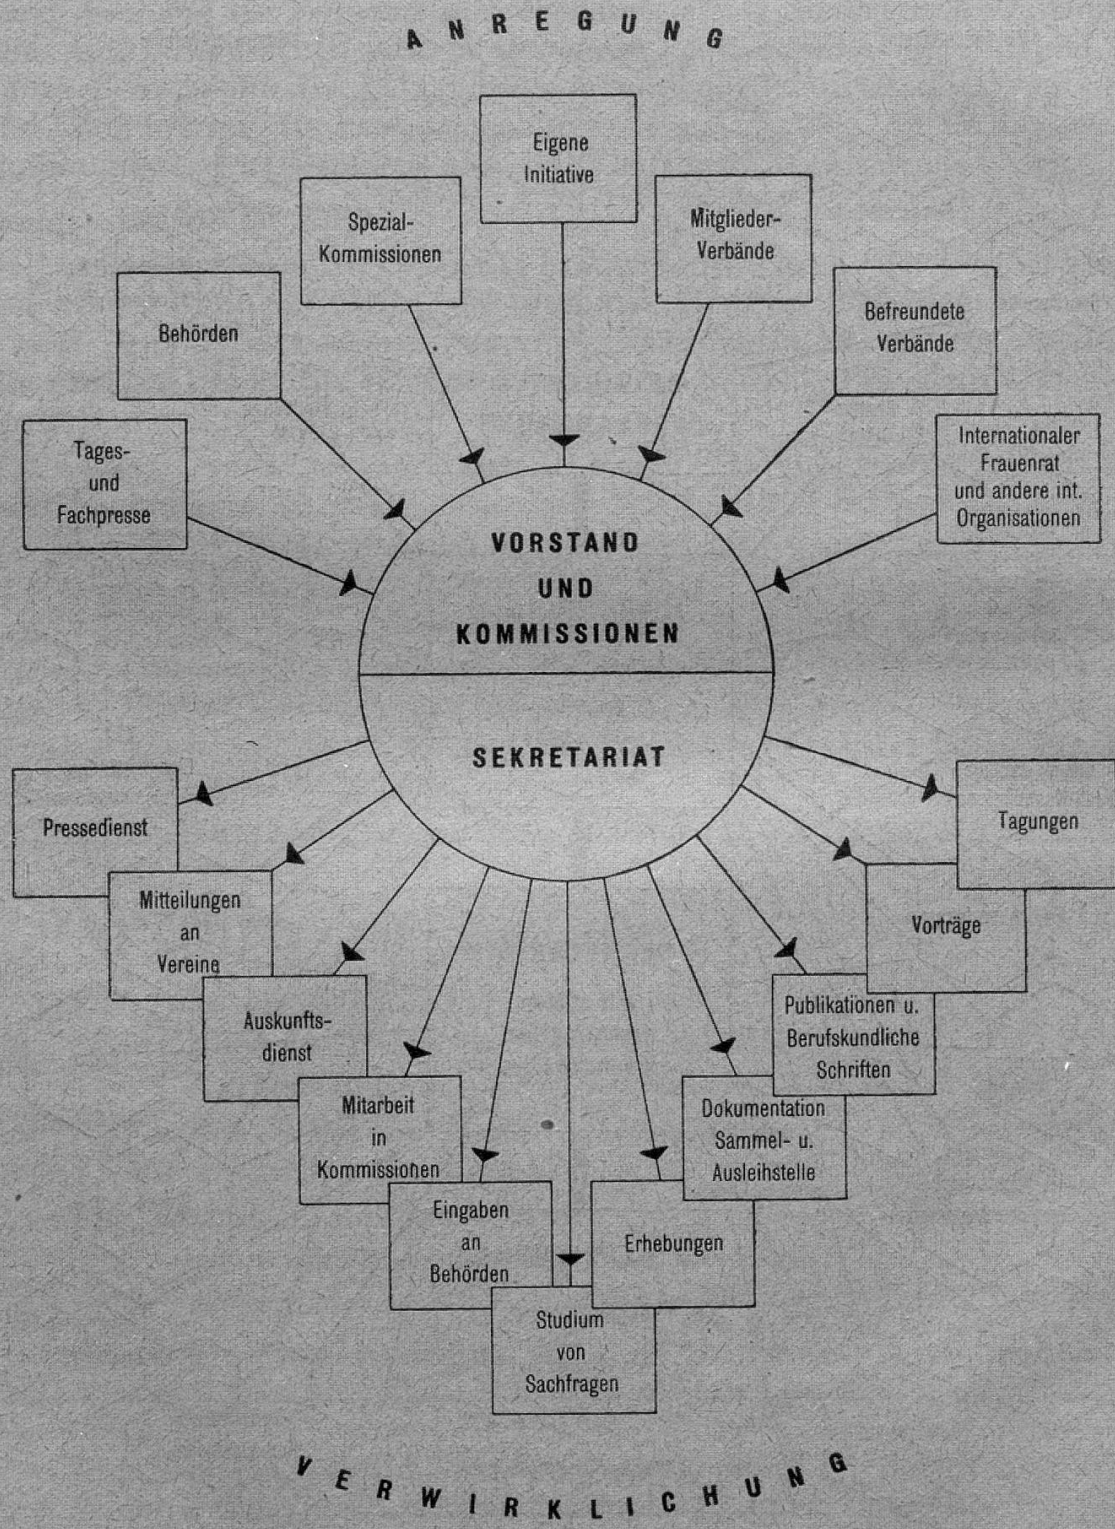 ANREGUNG
Eigene
Initiative
Spezial-
Kommissionen
Mitglieder-
Verbände
Behörden
Befreundete
Verbände
Tages-
und
Fachpresse
Internationaler
Frauenrat
und andere int.
Organisationen
VORSTAND
UND
KOMMISSIONEN
SEKRETARIAT
Pressedienst
Mitteilungen
an
Vereine
Auskunfts-
dienst
Mitarbeit
in
Kommissionen
Eingaben
an
Behörden
Studium
von
Sachfragen
Erhebungen
Dokumentation
Sammel- u.
Ausleihstelle
Publikationen u.
Berufskundliche
Schriften
Vorträge
Tagungen
VERWIRKLICHUNG